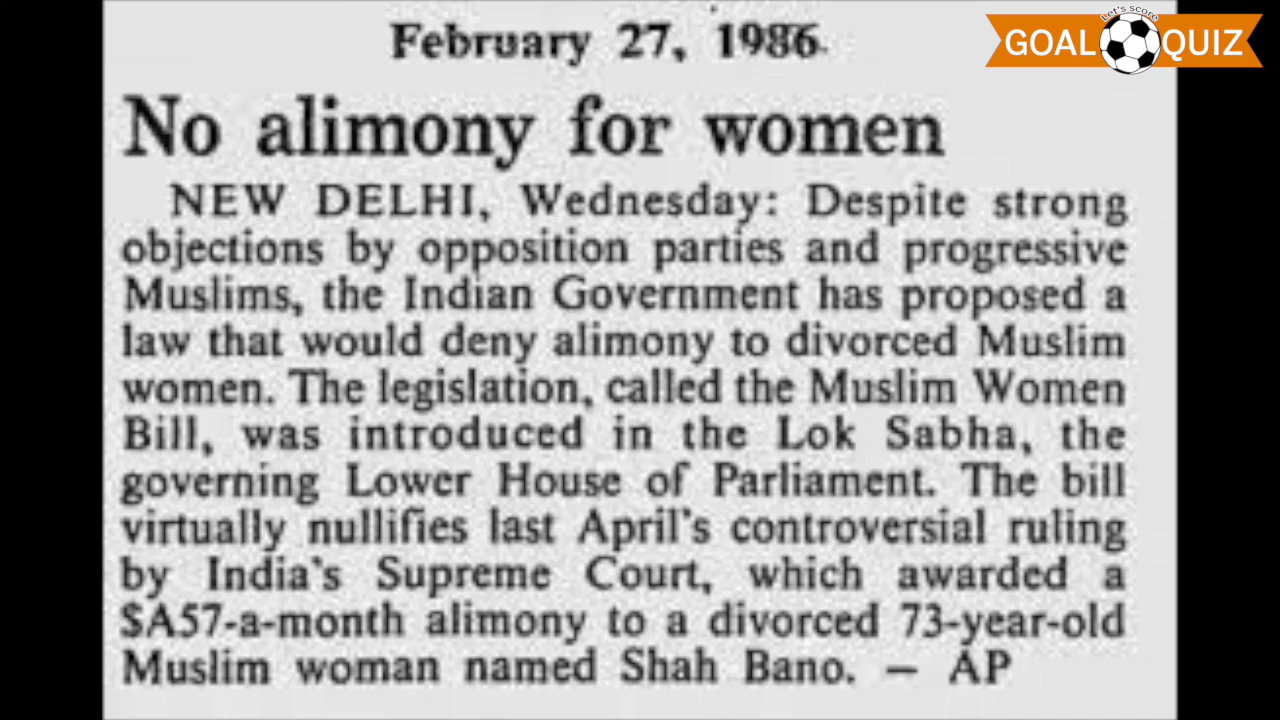 February 27, 1986.
Let's score
GOAL QUIZ
No alimony for women
NEW DELHI, Wednesday: Despite strong
objections by opposition parties and progressive
Muslims, the Indian Government has proposed a
law that would deny alimony to divorced Muslim
women. The legislation, called the Muslim Women
Bill, was introduced in the Lok Sabha, the
governing Lower House of Parliament. The bill
virtually nullifies last April's controversial ruling
by India's Supreme Court, which awarded a
$A57-a-month alimony to a divorced 73-year-old
Muslim woman named Shah Bano. — AP